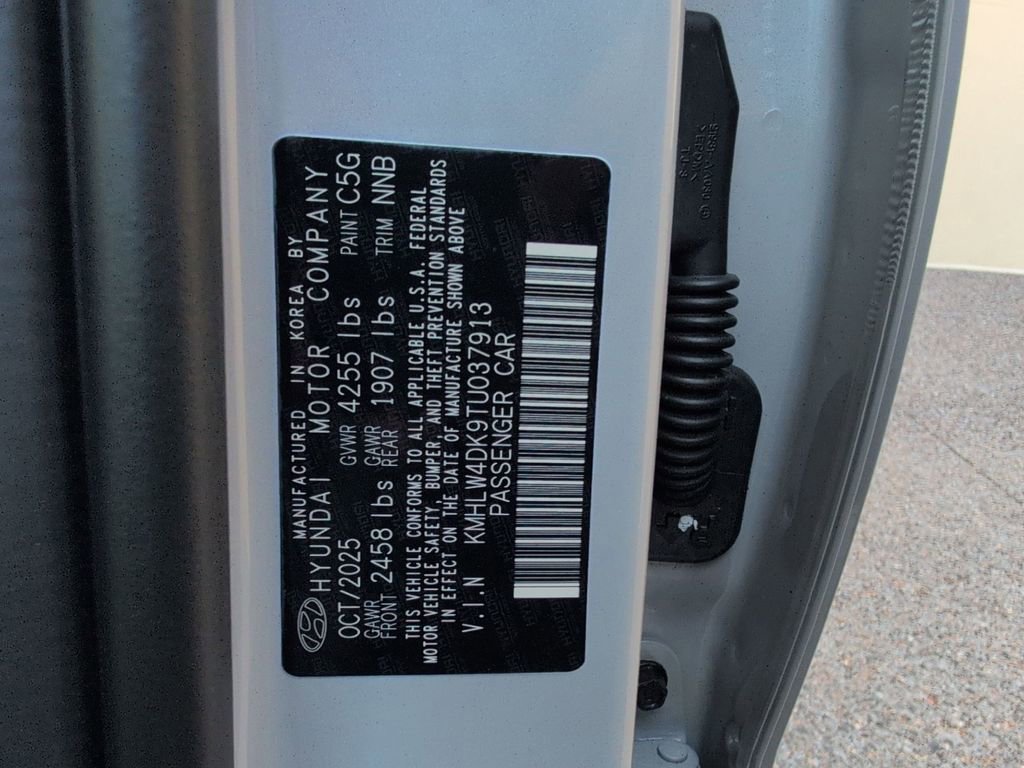 MANUFACTURED IN KOREA BY
HYUNDAI MOTOR COMPANY
OCT/2025 GVWR 4255 lbs PAINT C5G
GAWR FRONT 2458 lbs GAWR REAR 1907 lbs TRIM NNB
THIS VEHICLE CONFORMS TO ALL APPLICABLE U.S.A. FEDERAL
MOTOR VEHICLE SAFETY, BUMPER, AND THEFT PREVENTION STANDARDS
IN EFFECT ON THE DATE OF MANUFACTURE SHOWN ABOVE
V.I.N KMHLW4DK9TU037913
PASSENGER CAR